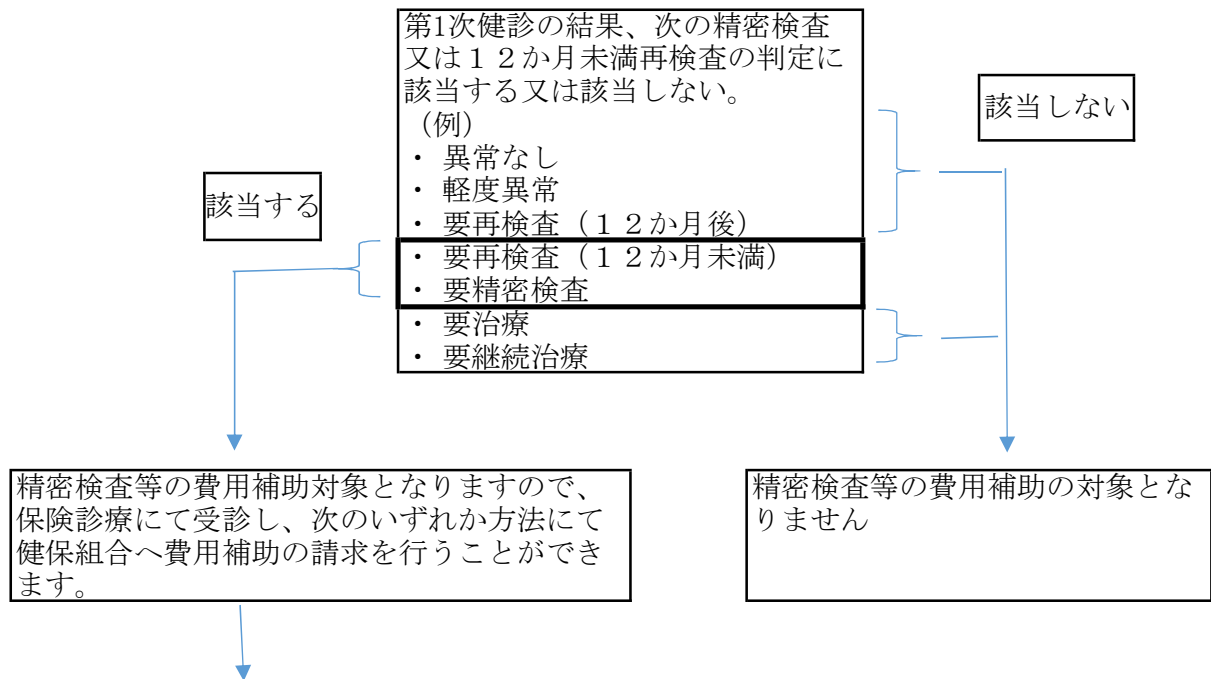 第1次健診の結果、次の精密検査
又は１２か月未満再検査の判定に
該当する又は該当しない。
（例）
・ 異常なし
・ 軽度異常
・ 要再検査（１２か月後）
・ 要再検査（１２か月未満）
・ 要精密検査
・ 要治療
・ 要継続治療
該当しない
該当する
精密検査等の費用補助対象となりますので、
保険診療にて受診し、次のいずれか方法にて
健保組合へ費用補助の請求を行うことができ
ます。
精密検査等の費用補助の対象とな
りません